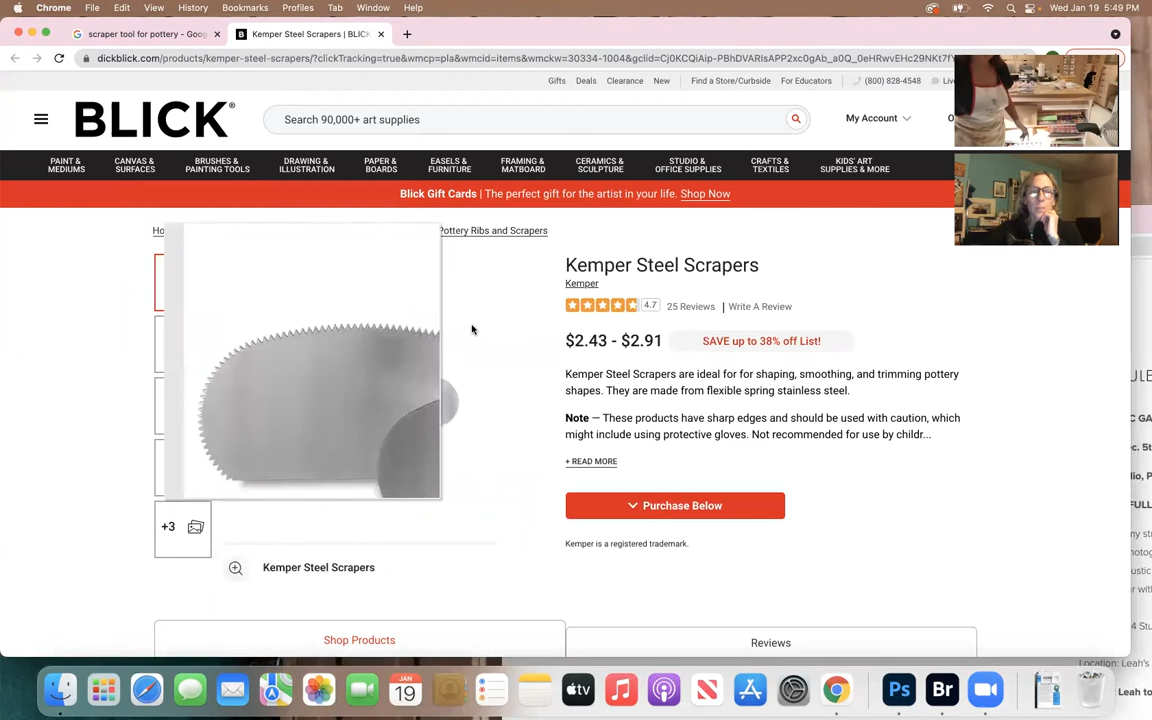 Chrome File Edit View History Bookmarks Profiles Tab Window Help
Wed Jan 19 5:49 PM
scraper tool for pottery - Goog
Kemper Steel Scrapers | BLICK
dickblick.com/products/kemper-steel-scrapers/?clickTracking=true&wmcp=pla&wmcid=items&wmckw=30334-1004&gclid=Cj0KCQiAip-PBhDVARIsAPP2xc0gAb_a0Q_0eHRwvEHc29NKt7f
Gifts Deals Clearance New Find a Store/Curbside For Educators (800) 828-4548
BLICK®
Search 90,000+ art supplies
My Account
PAINT & MEDIUMS
CANVAS & SURFACES
BRUSHES & PAINTING TOOLS
DRAWING & ILLUSTRATION
PAPER & BOARDS
EASELS & FURNITURE
FRAMING & MATBOARD
CERAMICS & SCULPTURE
STUDIO & OFFICE SUPPLIES
CRAFTS & TEXTILES
KIDS' ART SUPPLIES & MORE
Blick Gift Cards | The perfect gift for the artist in your life. Shop Now
Pottery Ribs and Scrapers
Kemper Steel Scrapers
Kemper
4.7 25 Reviews | Write A Review
$2.43 - $2.91 SAVE up to 38% off List!
Kemper Steel Scrapers are ideal for for shaping, smoothing, and trimming pottery
shapes. They are made from flexible spring stainless steel.
Note — These products have sharp edges and should be used with caution, which
might include using protective gloves. Not recommended for use by childr...
+ READ MORE
Purchase Below
Kemper is a registered trademark.
+3
Kemper Steel Scrapers
Shop Products
Reviews
Location: Leah's
Leah to
JAN
19
tv
Ps
Br